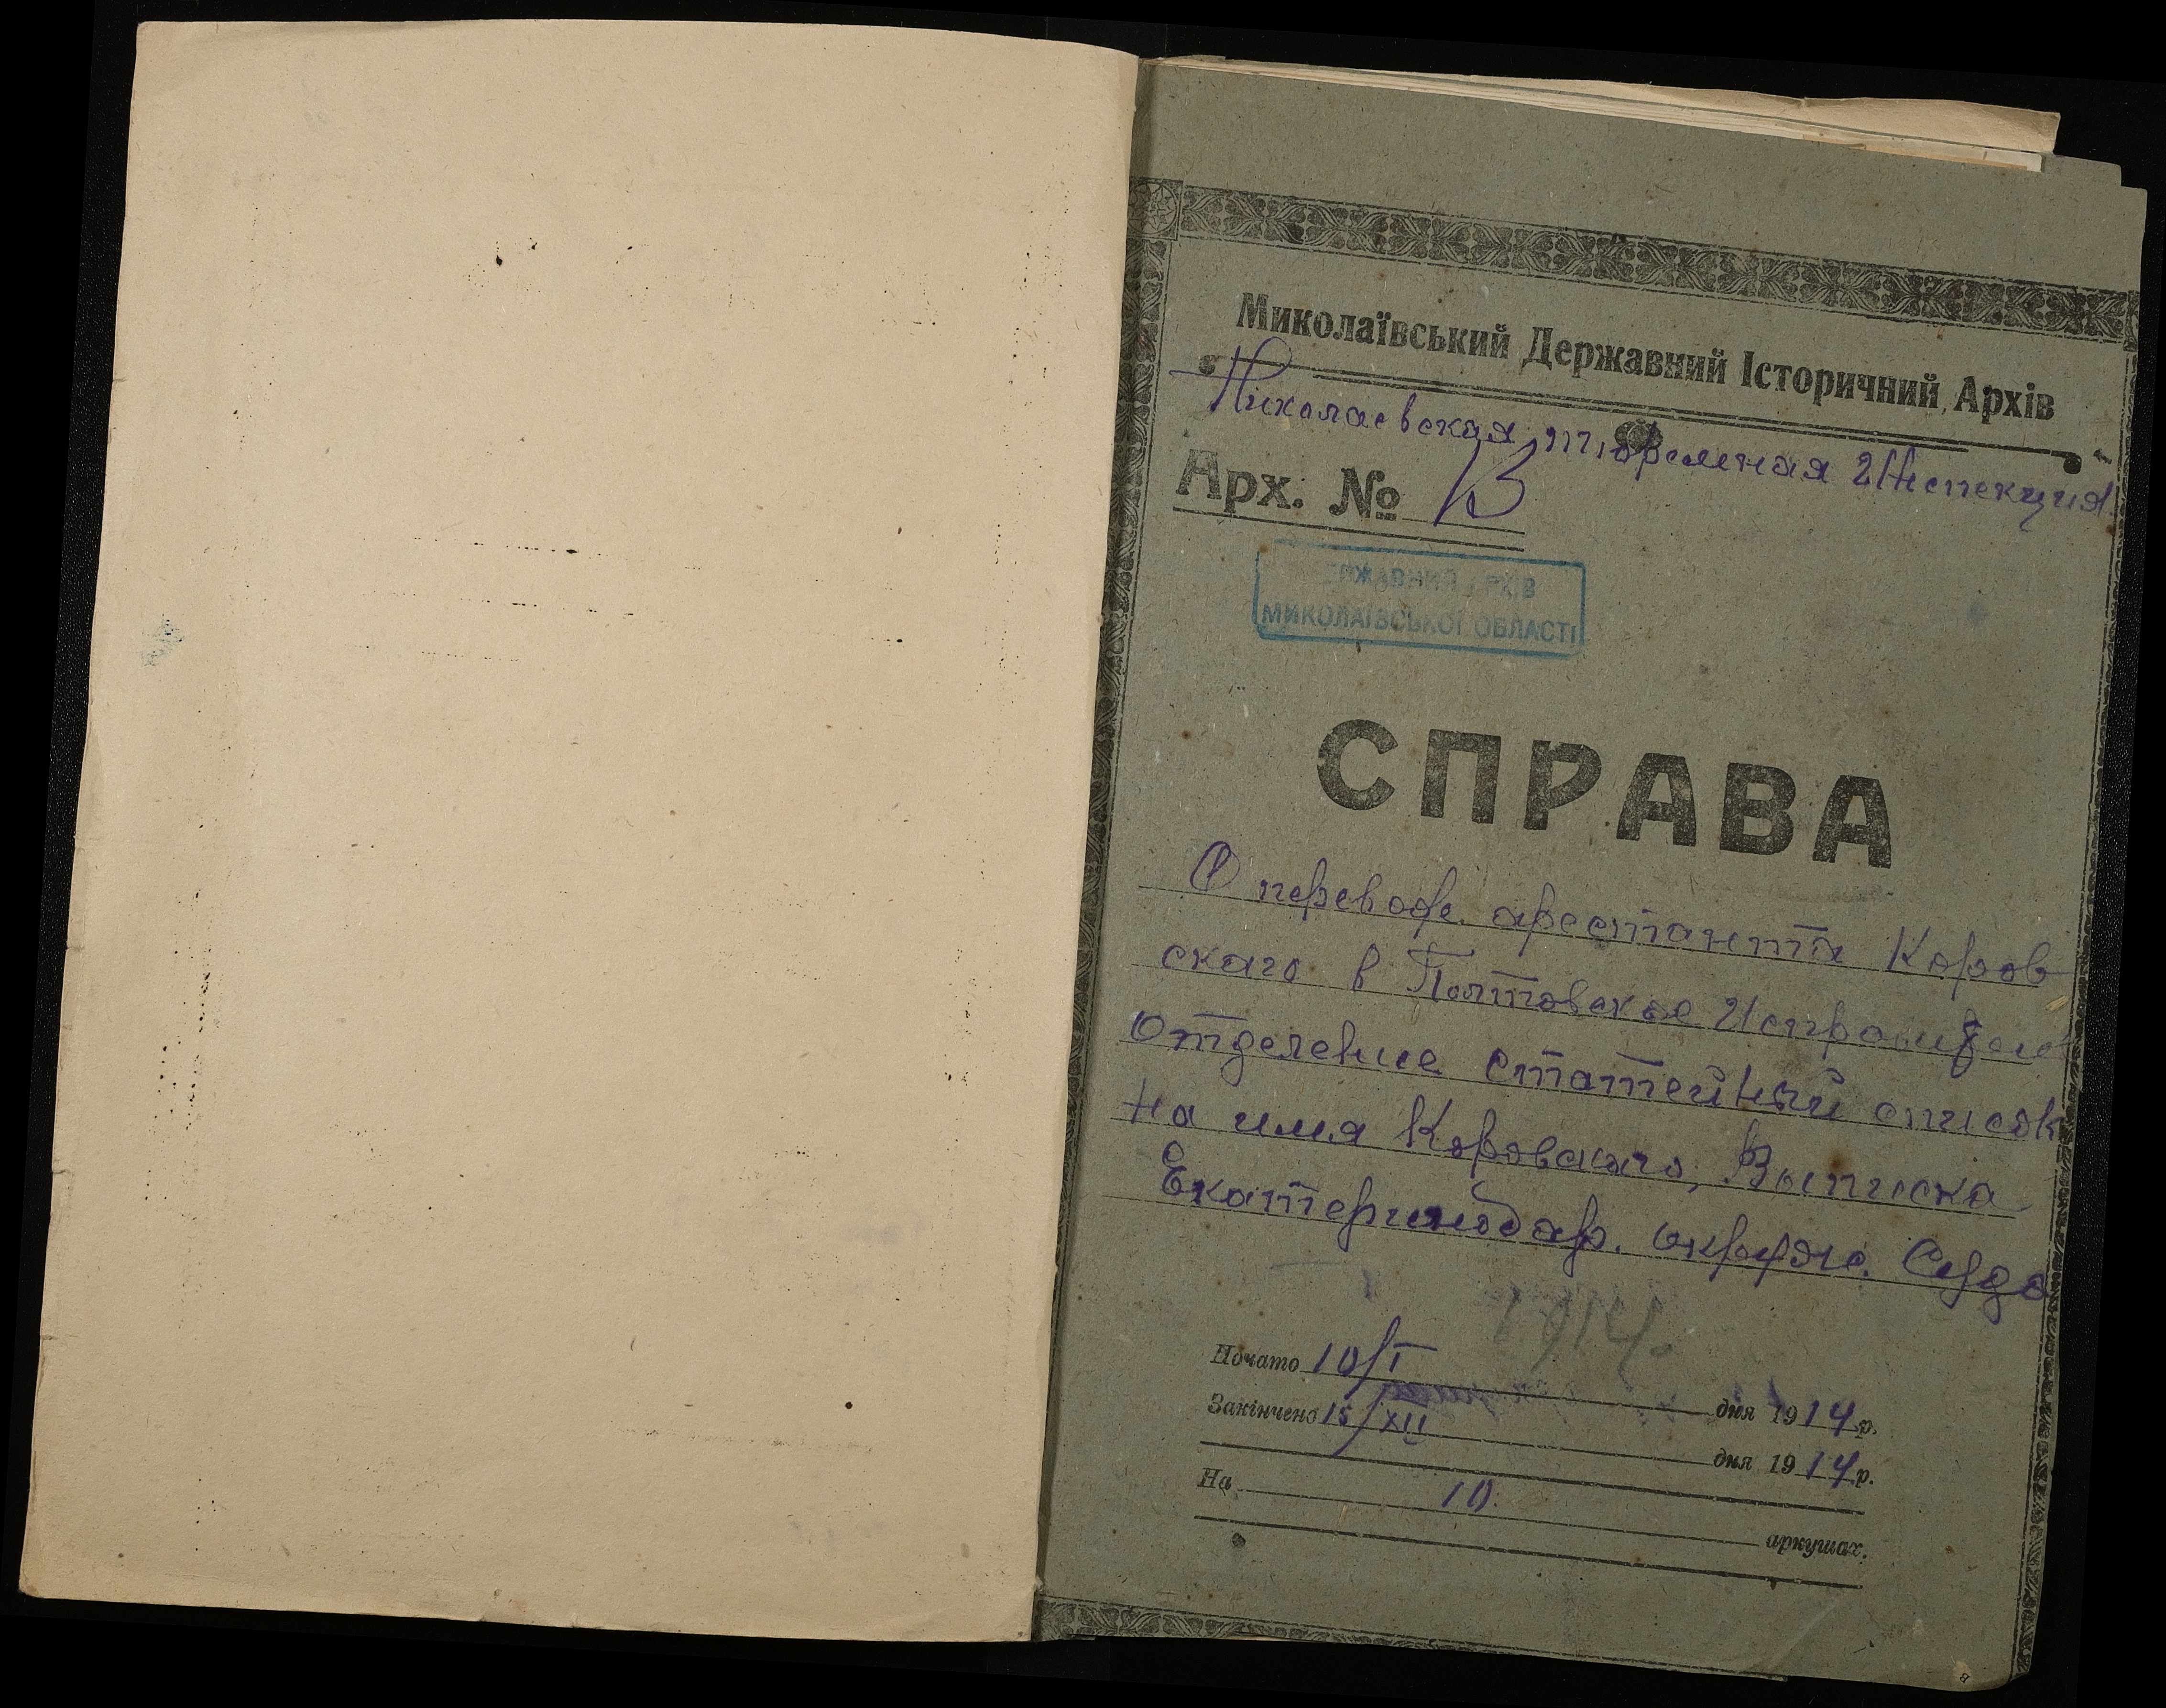 Миколаївський Державний Історичний Архів
Николаевская тюремная Инспекция
Арх. № 13
ДЕРЖАВНИЙ АРХІВ
МИКОЛАЇВСЬКОЇ ОБЛАСТІ
СПРАВА
О переводе арестанта Коров
ского в Полтовское
отделение статейный список
на имя Коровского, Выписка
Екатеринодар. окружн. Суда
1914.
Почато 10/I дня 1914 р.
Закінчено 15/XII дня 1914 р.
На 10. аркушах.